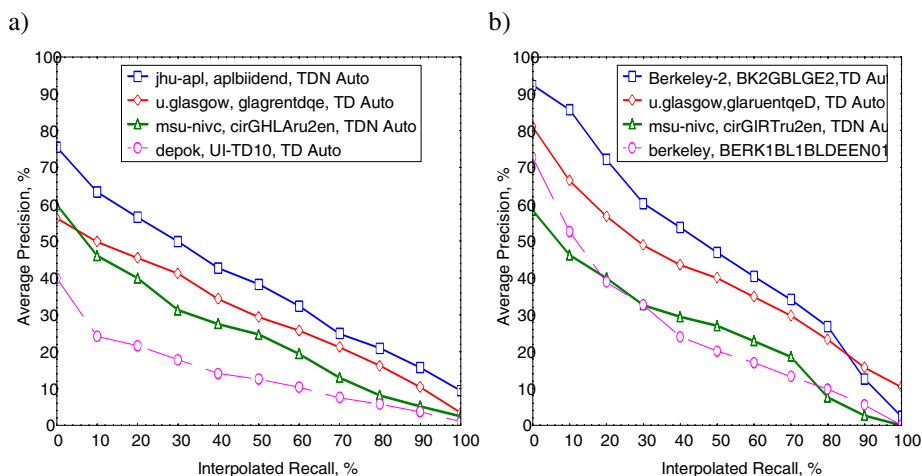 a)
b)
100
90
80
70
60
50
40
30
20
10
0
Average Precision, %
jhu-apl, aplbiidend, TDN Auto
u.glasgow, glagrentdqe, TD Auto
msu-nivc, cirGHLAru2en, TDN Auto
depok, UI-TD10, TD Auto
0 10 20 30 40 50 60 70 80 90 100
Interpolated Recall, %
100
90
80
70
60
50
40
30
20
10
0
Average Precision, %
Berkeley-2, BK2GBLGE2,TD Au
u.glasgow,glaruentqeD, TD Auto
msu-nivc, cirGIRTru2en, TDN Au
berkeley, BERK1BL1BLDEEN01
0 10 20 30 40 50 60 70 80 90 100
Interpolated Recall, %